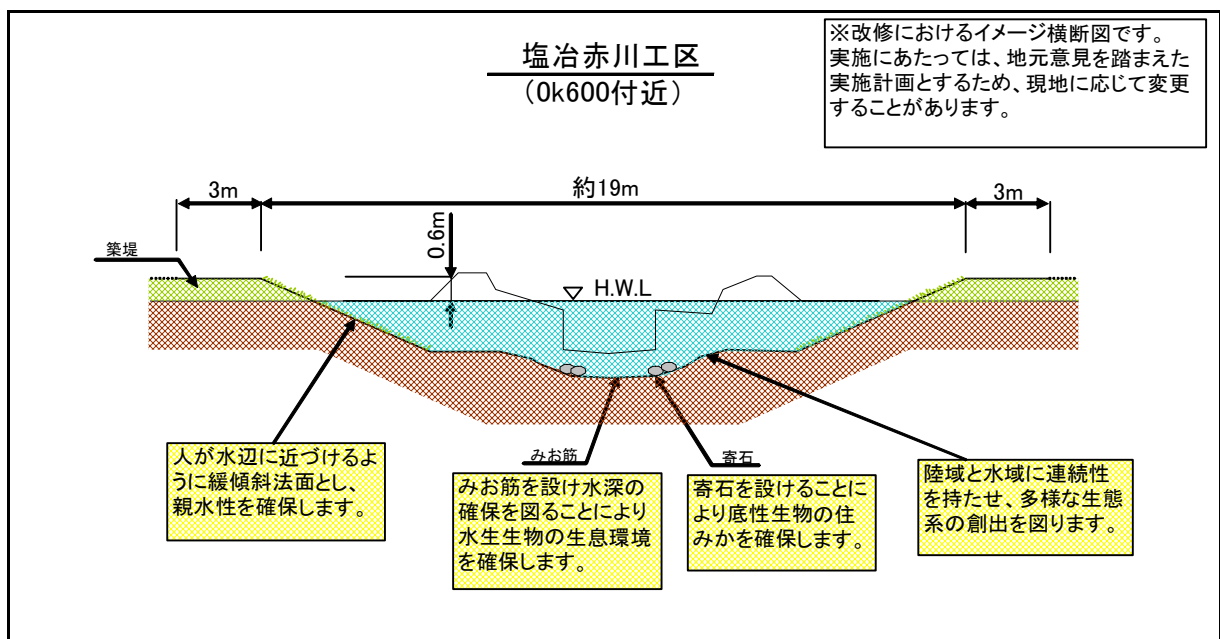 塩冶赤川工区
(0k600付近)
※改修におけるイメージ横断図です。
実施にあたっては、地元意見を踏まえた
実施計画とするため、現地に応じて変更
することがあります。
3m
約19m
3m
0.6m
築堤
H.W.L
みお筋
寄石
人が水辺に近づけるよ
うに緩傾斜法面とし、
親水性を確保します。
みお筋を設け水深の
確保を図ることにより
水生生物の生息環境
を確保します。
寄石を設けることに
より底性生物の住
みかを確保します。
陸域と水域に連続性
を持たせ、多様な生態
系の創出を図ります。